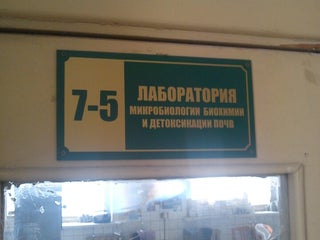 7-5
ЛАБОРАТОРИЯ
МИКРОБИОЛОГИИ БИОХИМИИ
И ДЕТОКСИКАЦИИ ПОЧВ